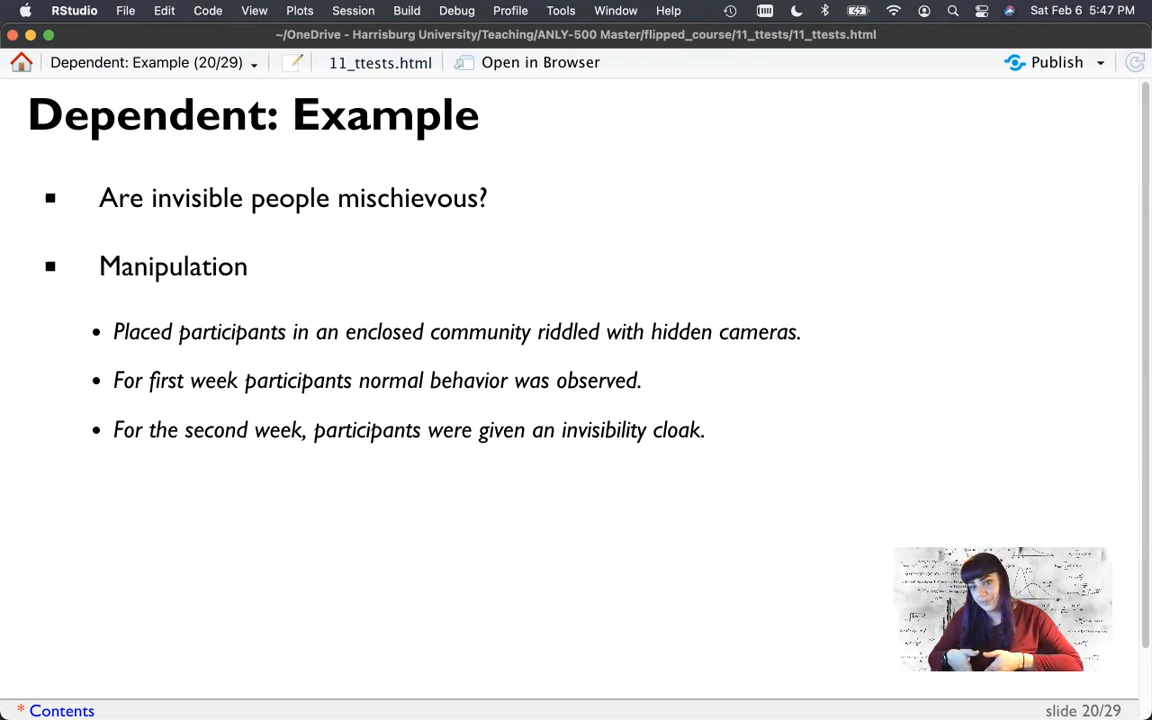 RStudio File Edit Code View Plots Session Build Debug Profile Tools Window Help Sat Feb 6 5:47 PM
~/OneDrive - Harrisburg University/Teaching/ANLY-500 Master/flipped_course/11_ttests/11_ttests.html
Dependent: Example (20/29) 11_ttests.html Open in Browser Publish
Dependent: Example
Are invisible people mischievous?
Manipulation
Placed participants in an enclosed community riddled with hidden cameras.
For first week participants normal behavior was observed.
For the second week, participants were given an invisibility cloak.
* Contents slide 20/29